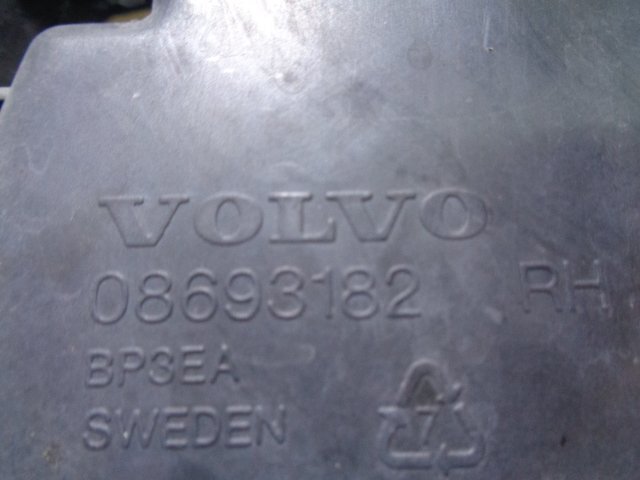 VOLVO
08693182 RH
BP3EA
SWEDEN
7